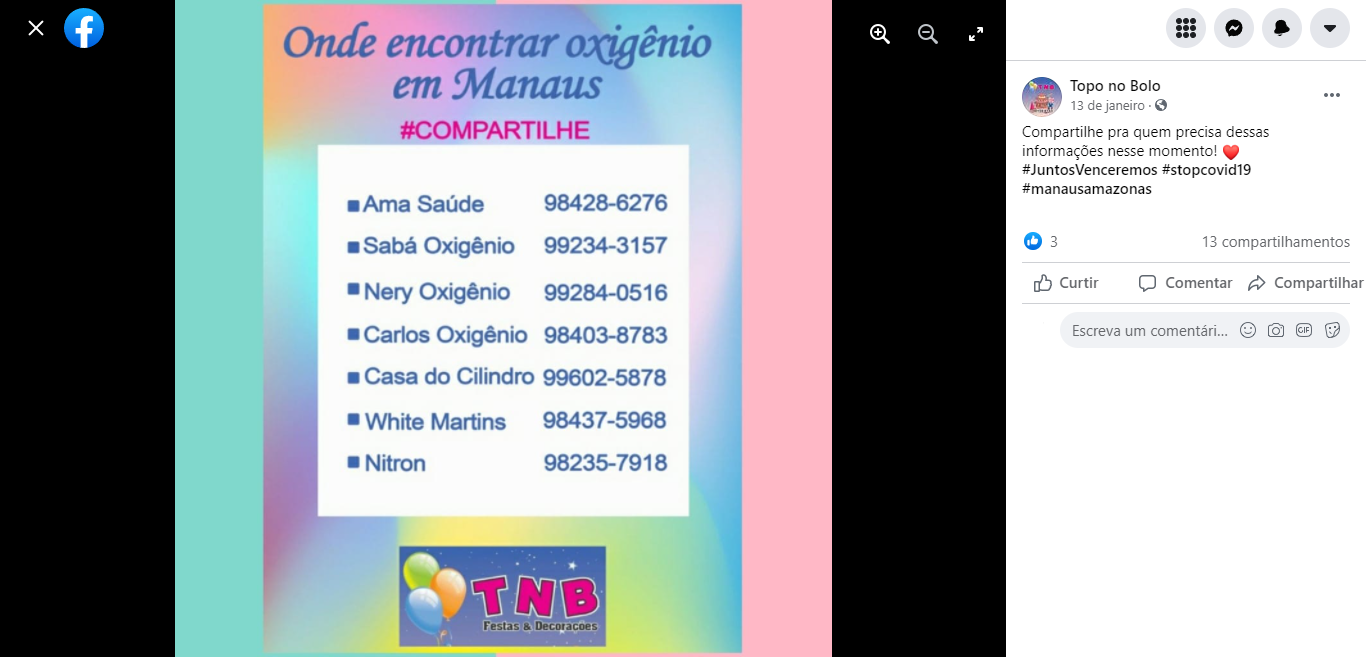 Onde encontrar oxigênio
em Manaus
#COMPARTILHE
Ama Saúde 98428-6276
Sabá Oxigênio 99234-3157
Nery Oxigênio 99284-0516
Carlos Oxigênio 98403-8783
Casa do Cilindro 99602-5878
White Martins 98437-5968
Nitron 98235-7918
TNB
Festas & Decorações
TNB
Topo no Bolo
13 de janeiro ·
Compartilhe pra quem precisa dessas
informações nesse momento!
#JuntosVenceremos #stopcovid19
#manausamazonas
3 13 compartilhamentos
Curtir Comentar Compartilhar
Escreva um comentári... GIF